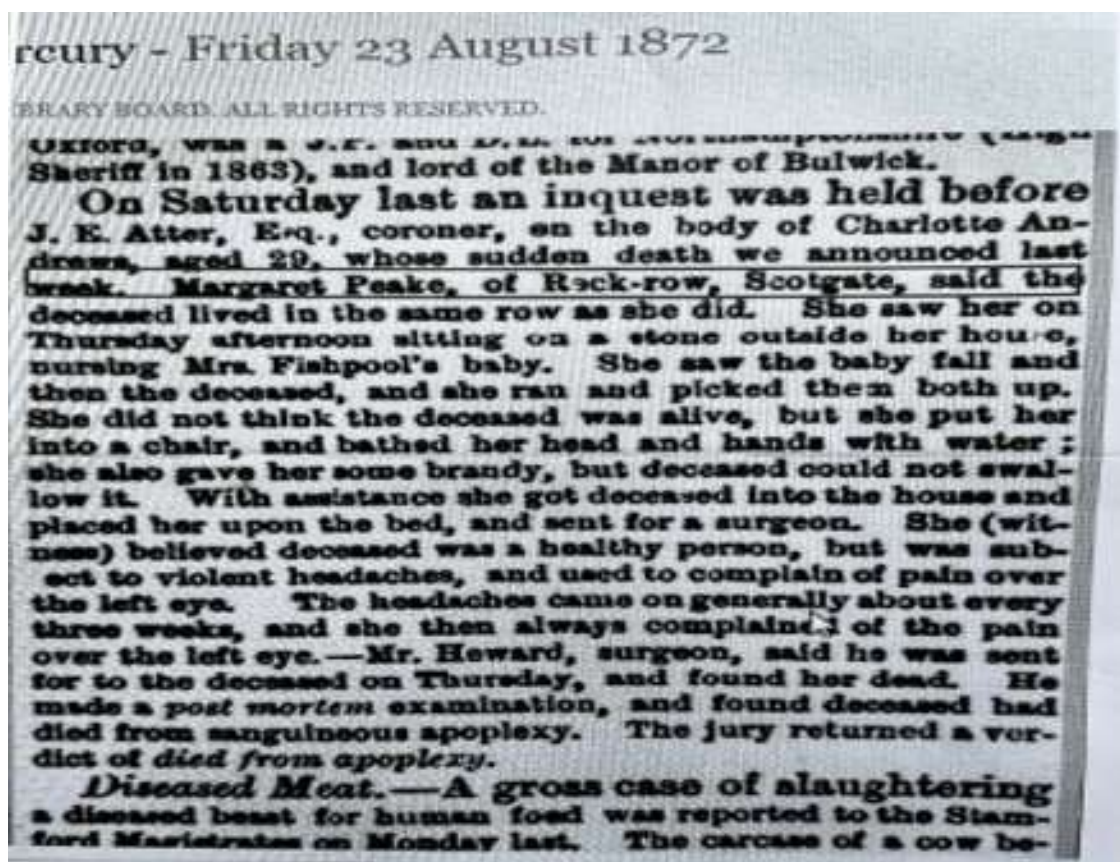 rcury - Friday 23 August 1872
BRARY BOARD. ALL RIGHTS RESERVED.
Oxford, was a J.P. and D.L. for Northamptonshire (High
Sheriff in 1863), and lord of the Manor of Bulwick.
On Saturday last an inquest was held before
J. E. Atter, Esq., coroner, on the body of Charlotte An-
drews, aged 29, whose sudden death we announced last
week. Margaret Peake, of Rock-row, Scotgate, said the
deceased lived in the same row as she did. She saw her on
Thursday afternoon sitting on a stone outside her house,
nursing Mrs. Fishpool's baby. She saw the baby fall and
then the deceased, and she ran and picked them both up.
She did not think the deceased was alive, but she put her
into a chair, and bathed her head and hands with water ;
she also gave her some brandy, but deceased could not swal-
low it. With assistance she got deceased into the house and
placed her upon the bed, and sent for a surgeon. She (wit-
ness) believed deceased was a healthy person, but was sub-
ect to violent headaches, and used to complain of pain over
the left eye. The headaches came on generally about every
three weeks, and she then always complained of the pain
over the left eye.—Mr. Heward, surgeon, said he was sent
for to the deceased on Thursday, and found her dead. He
made a post mortem examination, and found deceased had
died from sanguineous apoplexy. The jury returned a ver-
dict of died from apoplexy.
Diseased Meat.—A gross case of slaughtering
a diseased beast for human food was reported to the Stam-
ford Magistrates on Monday last. The carcase of a cow be-